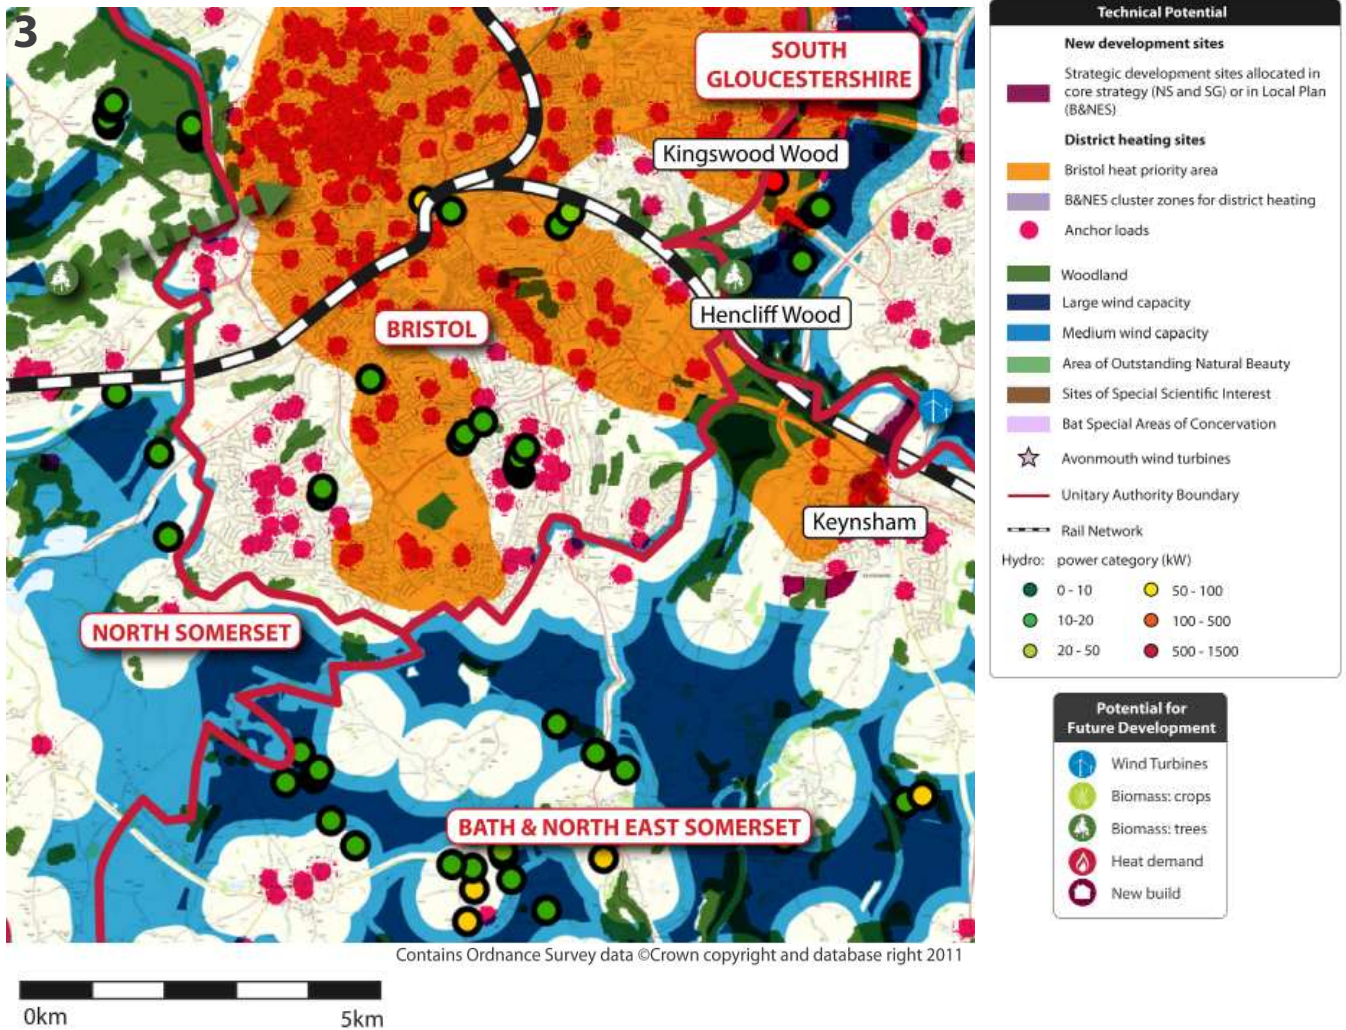 3
SOUTH
GLOUCESTERSHIRE
Kingswood Wood
Hencliff Wood
BRISTOL
Keynsham
NORTH SOMERSET
BATH & NORTH EAST SOMERSET
Contains Ordnance Survey data ©Crown copyright and database right 2011
0km
5km
Technical Potential
New development sites
Strategic development sites allocated in
core strategy (NS and SG) or in Local Plan
(B&NES)
District heating sites
Bristol heat priority area
B&NES cluster zones for district heating
Anchor loads
Woodland
Large wind capacity
Medium wind capacity
Area of Outstanding Natural Beauty
Sites of Special Scientific Interest
Bat Special Areas of Concervation
Avonmouth wind turbines
Unitary Authority Boundary
Rail Network
Hydro: power category (kW)
0 - 10
50 - 100
10-20
100 - 500
20 - 50
500 - 1500
Potential for
Future Development
Wind Turbines
Biomass: crops
Biomass: trees
Heat demand
New build